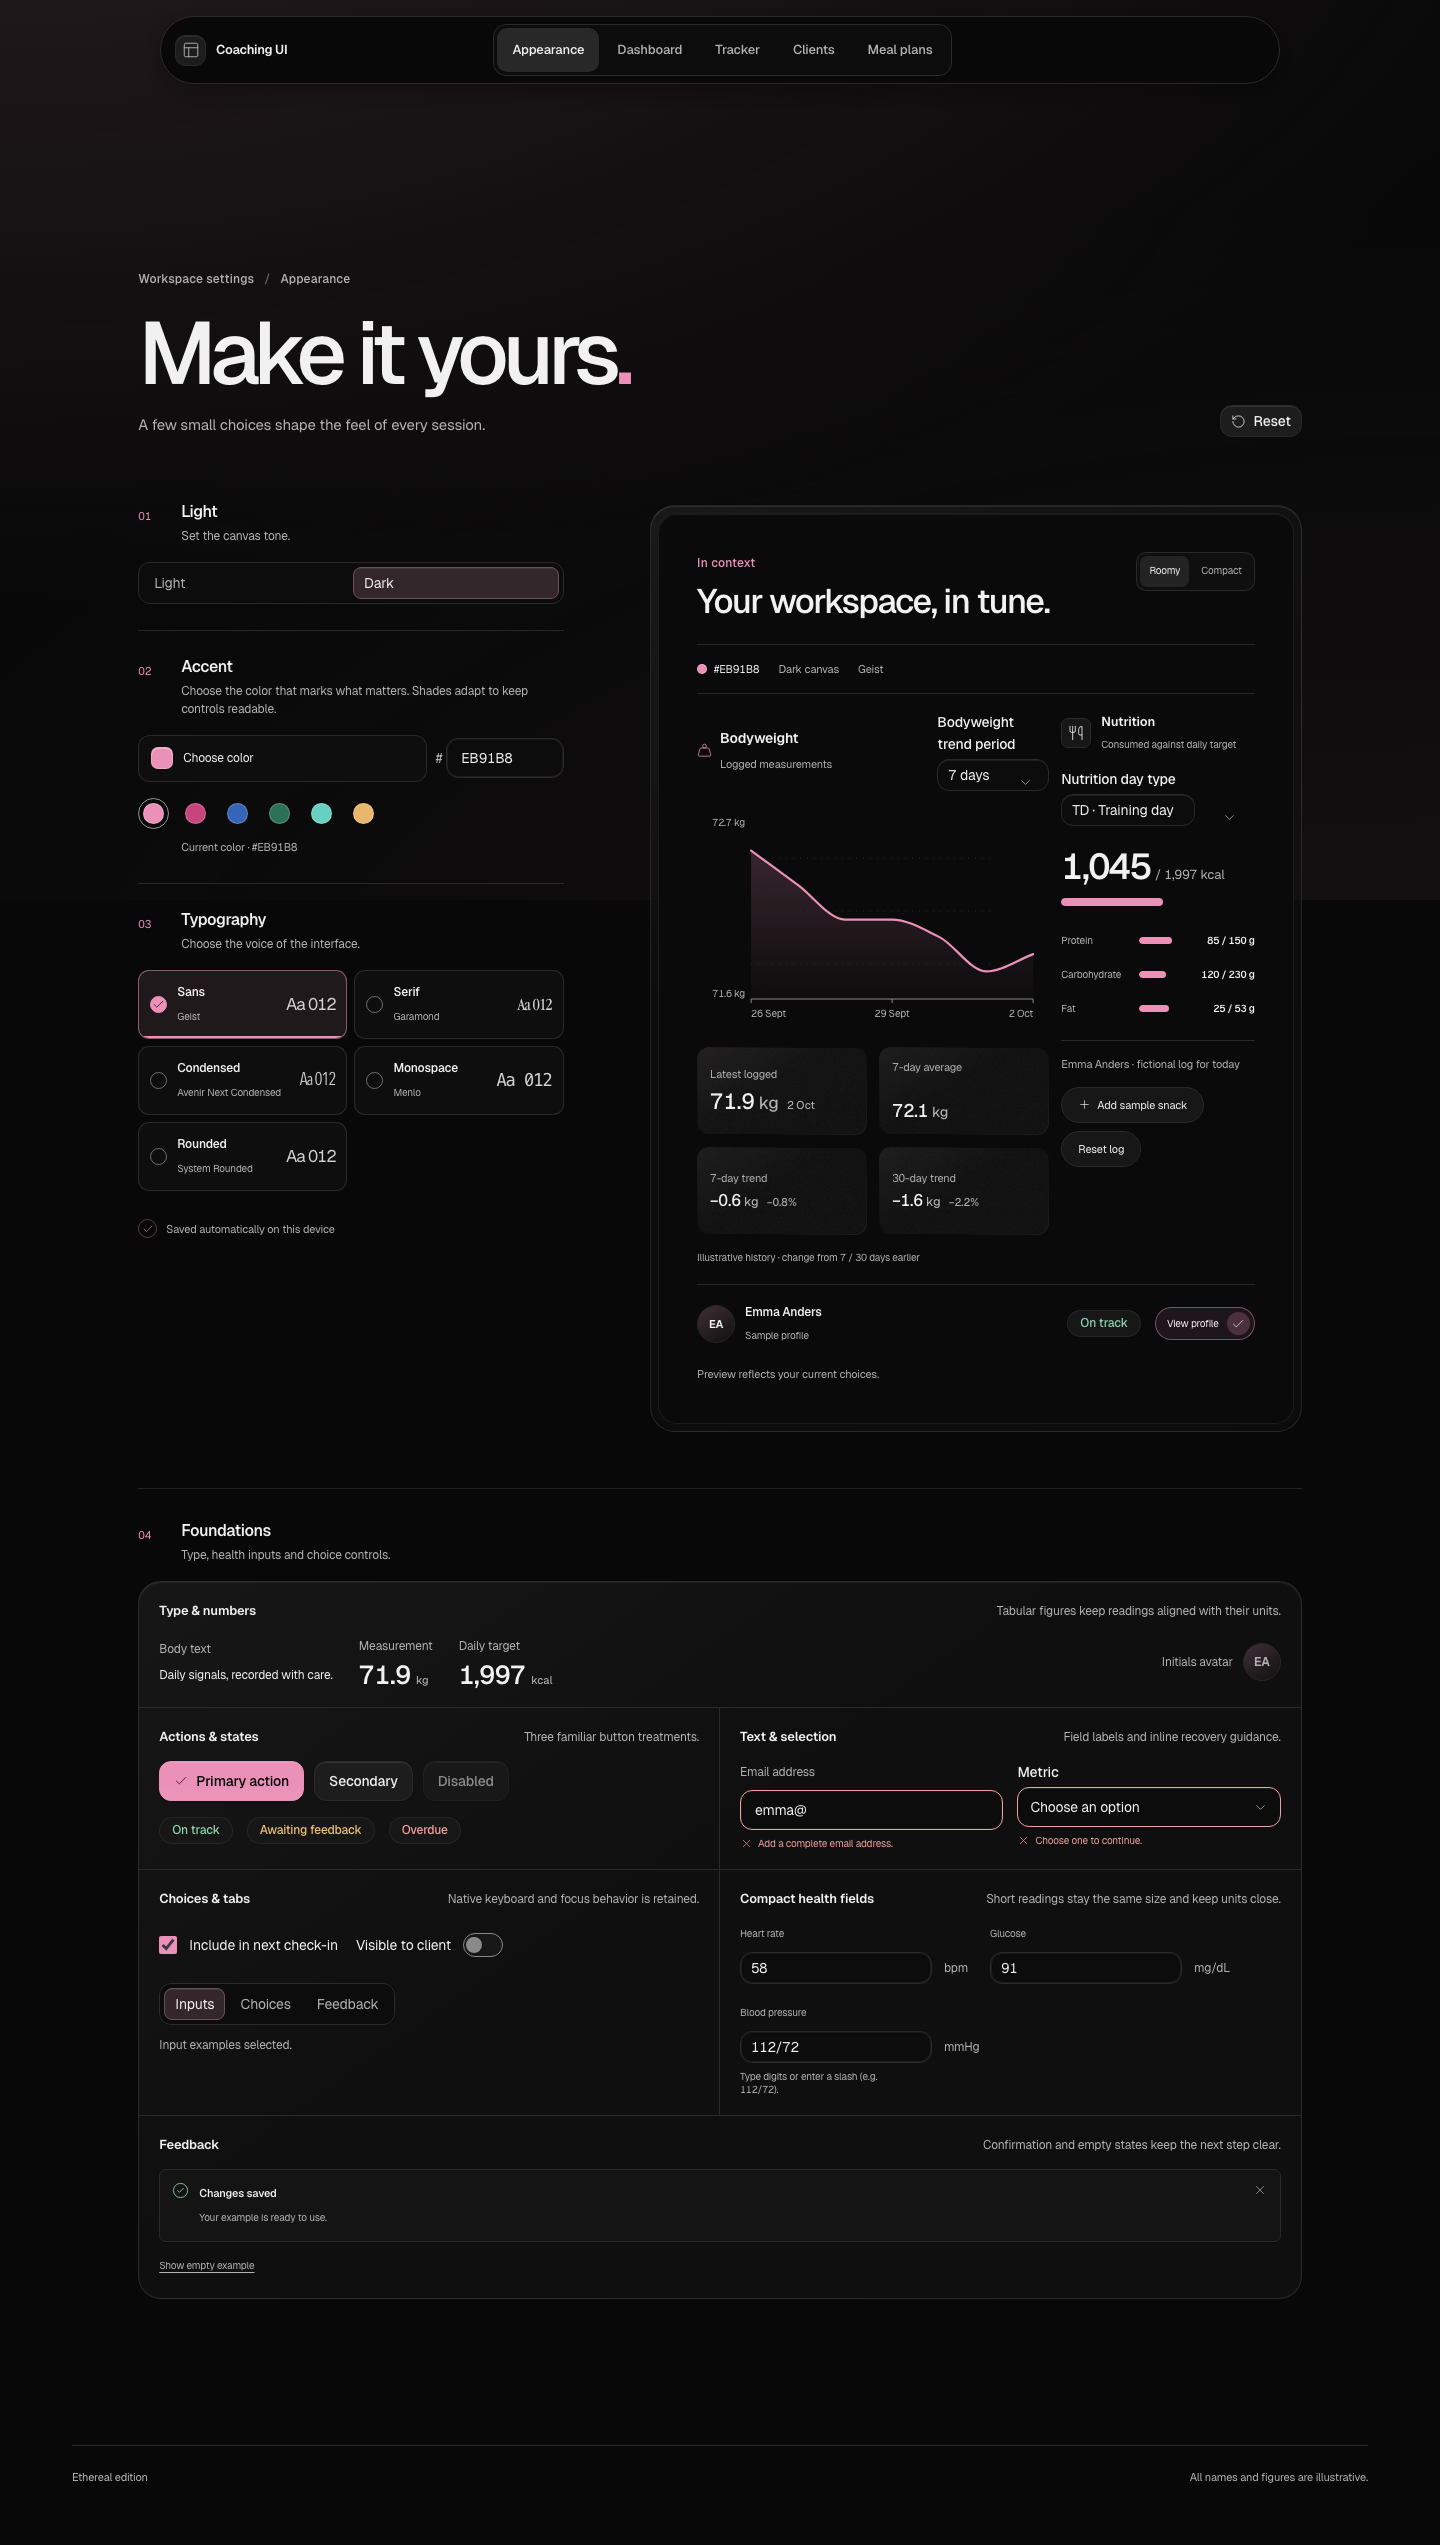 Coaching UI
Appearance
Dashboard
Tracker
Clients
Meal plans
Workspace settings / Appearance
Make it yours.
A few small choices shape the feel of every session.
Reset
01
Light
Set the canvas tone.
Light
Dark
02
Accent
Choose the color that marks what matters. Shades adapt to keep
controls readable.
Choose color
# EB91B8
Current color · #EB91B8
03
Typography
Choose the voice of the interface.
Sans
Geist
Aa 012
Serif
Garamond
Aa 012
Condensed
Avenir Next Condensed
Aa 012
Monospace
Menlo
Aa 012
Rounded
System Rounded
Aa 012
Saved automatically on this device
In context
Your workspace, in tune.
Roomy
Compact
#EB91B8
Dark canvas
Geist
Bodyweight
Logged measurements
Bodyweight
trend period
7 days
72.7 kg
71.6 kg
26 Sept
29 Sept
2 Oct
Latest logged
71.9 kg 2 Oct
7-day average
72.1 kg
7-day trend
−0.6 kg −0.8%
30-day trend
−1.6 kg −2.2%
Illustrative history · change from 7 / 30 days earlier
Nutrition
Consumed against daily target
Nutrition day type
TD · Training day
1,045 / 1,997 kcal
Protein
85 / 150 g
Carbohydrate
120 / 230 g
Fat
25 / 53 g
Emma Anders · fictional log for today
Add sample snack
Reset log
EA
Emma Anders
Sample profile
On track
View profile
Preview reflects your current choices.
04
Foundations
Type, health inputs and choice controls.
Type & numbers
Tabular figures keep readings aligned with their units.
Body text
Daily signals, recorded with care.
Measurement
71.9 kg
Daily target
1,997 kcal
Initials avatar
EA
Actions & states
Three familiar button treatments.
Primary action
Secondary
Disabled
On track
Awaiting feedback
Overdue
Text & selection
Field labels and inline recovery guidance.
Email address
emma@
Add a complete email address.
Metric
Choose an option
Choose one to continue.
Choices & tabs
Native keyboard and focus behavior is retained.
Include in next check-in
Visible to client
Inputs
Choices
Feedback
Input examples selected.
Compact health fields
Short readings stay the same size and keep units close.
Heart rate
58 bpm
Glucose
91 mg/dL
Blood pressure
112/72 mmHg
Type digits or enter a slash (e.g.
112/72).
Feedback
Confirmation and empty states keep the next step clear.
Changes saved
Your example is ready to use.
Show empty example
Ethereal edition
All names and figures are illustrative.